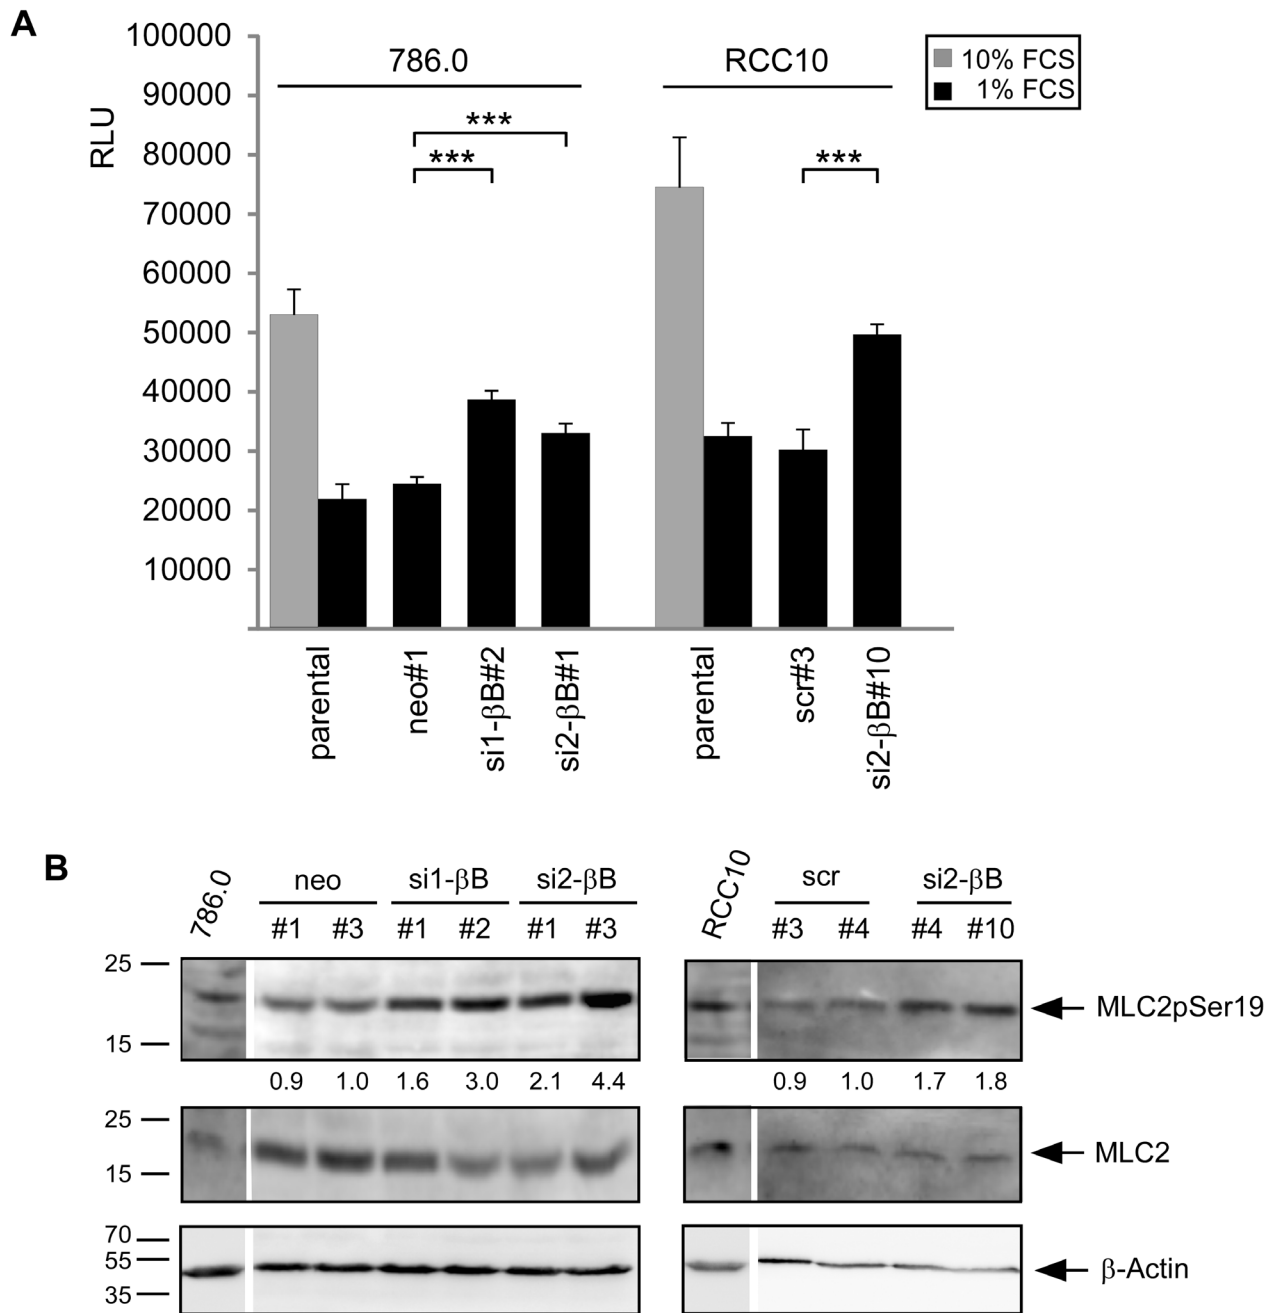 A
100000
90000
80000
70000
60000
50000
40000
30000
20000
10000
RLU
786.0
RCC10
10% FCS
1% FCS
***
***
***
parental
neo#1
si1-βB#2
si2-βB#1
parental
scr#3
si2-βB#10
B
786.0
neo
si1-βB
si2-βB
#1 #3 #1 #2 #1 #3
RCC10
scr
si2-βB
#3 #4 #4 #10
25
15
MLC2pSer19
0.9 1.0 1.6 3.0 2.1 4.4
0.9 1.0 1.7 1.8
25
15
MLC2
70
55
35
β-Actin